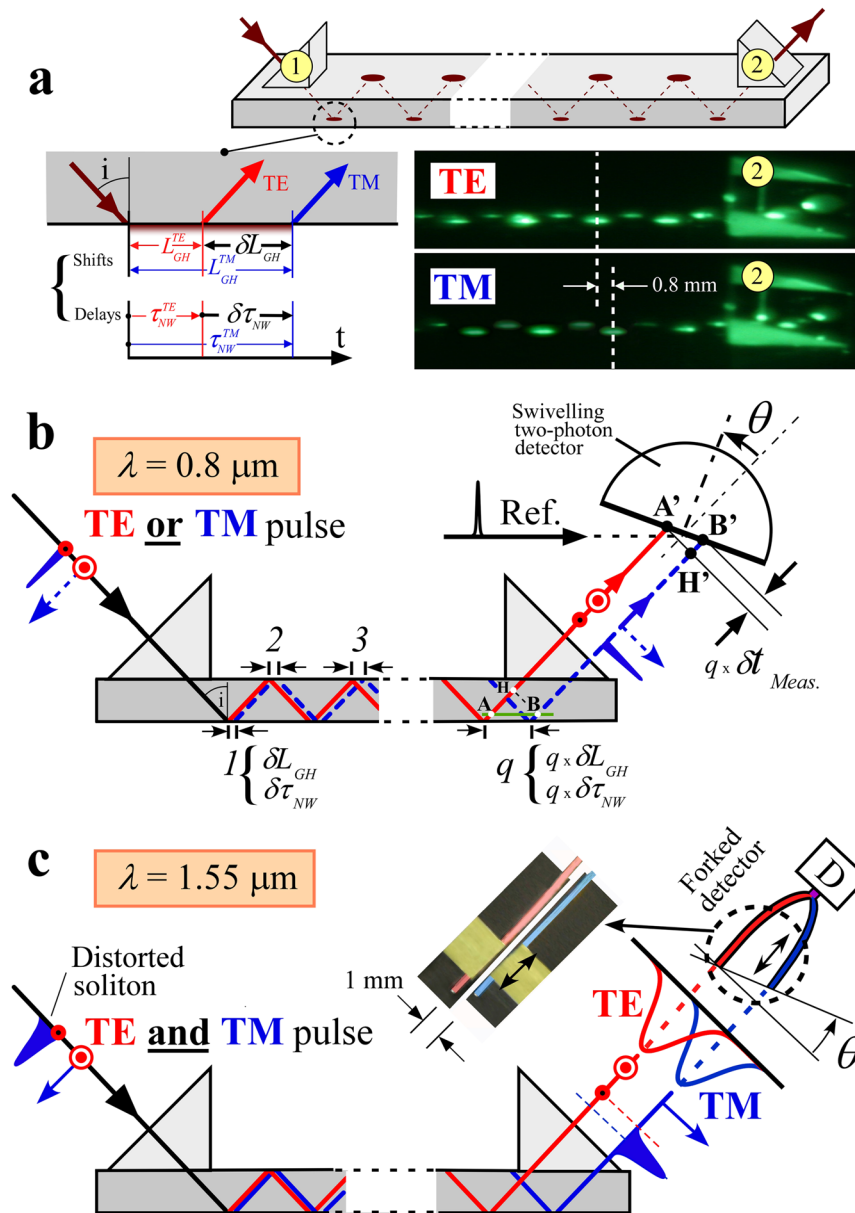 a
1
2
i
TE
TM
L_GH^TE
δL_GH
L_GH^TM
Shifts
Delays
τ_NW^TE
δτ_NW
τ_NW^TM
t
TE
2
TM
2
0.8 mm
b
λ = 0.8 μm
TE or TM pulse
Swivelling
two-photon
detector
θ
Ref.
A'
B'
H'
q x δt Meas.
2
3
i
H
A
B
1 { δL_GH
δτ_NW
q { q x δL_GH
q x δτ_NW
c
λ = 1.55 μm
Distorted
soliton
TE and TM pulse
1 mm
Forked
detector
D
TE
TM
θ